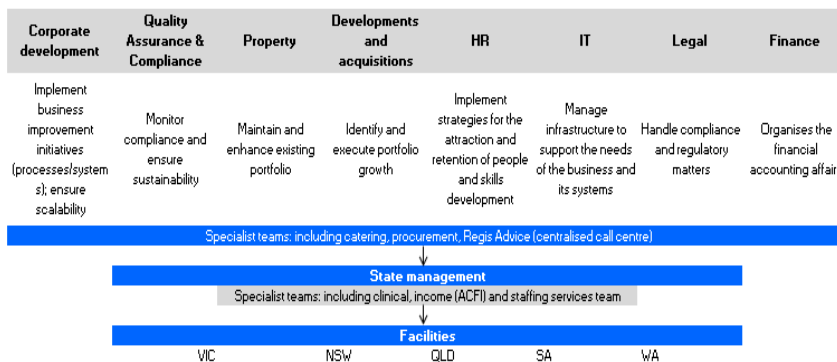 Corporate development
Quality Assurance & Compliance
Property
Developments and acquisitions
HR
IT
Legal
Finance
Implement
business
improvement
initiatives
(processes/system
s); ensure
scalability
Monitor
compliance and
ensure
sustainability
Maintain and
enhance existing
portfolio
Identify and
execute portfolio
growth
Implement
strategies for the
attraction and
retention of people
and skills
development
Manage
infrastructure to
support the needs
of the business and
its systems
Handle compliance
and regulatory
matters
Organises the
financial
accounting affair
Specialist teams: including catering, procurement, Regis Advice (centralised call centre)
State management
Specialist teams: including clinical, income (ACFI) and staffing services team
Facilities
VIC NSW QLD SA WA